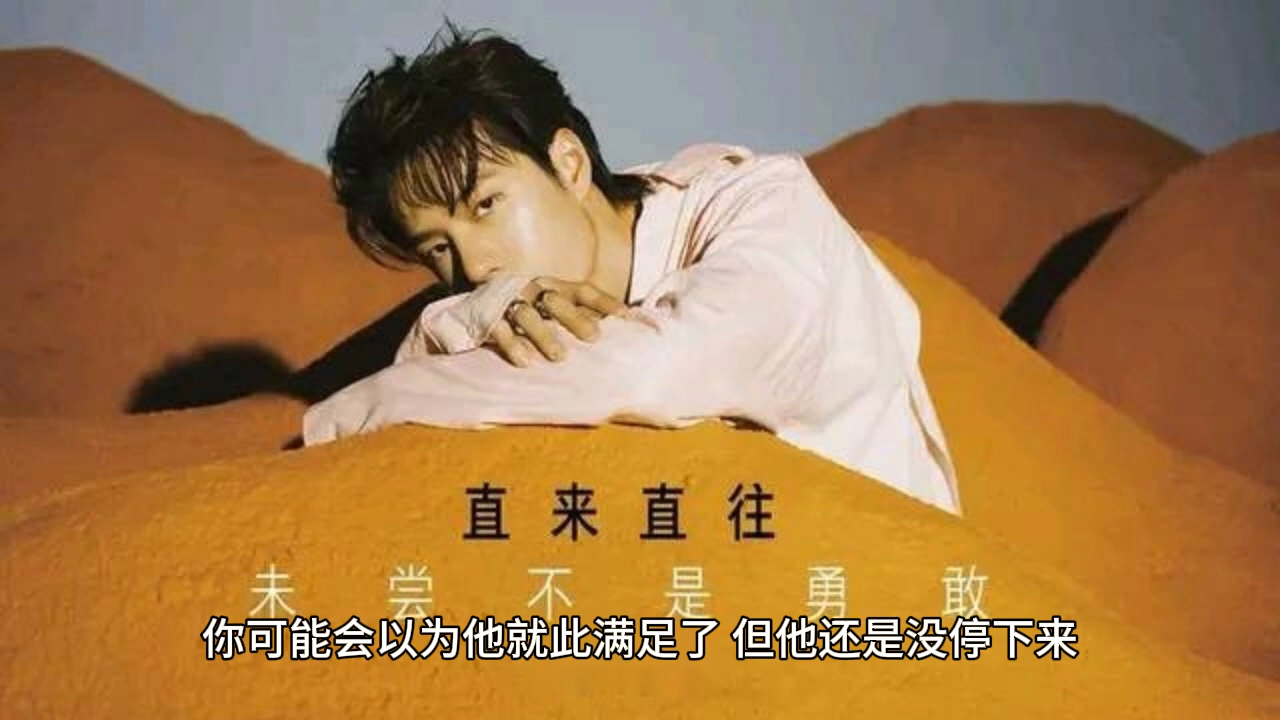 直来直往
未尝不是勇敢
你可能会以为他就此满足了 但他还是没停下来